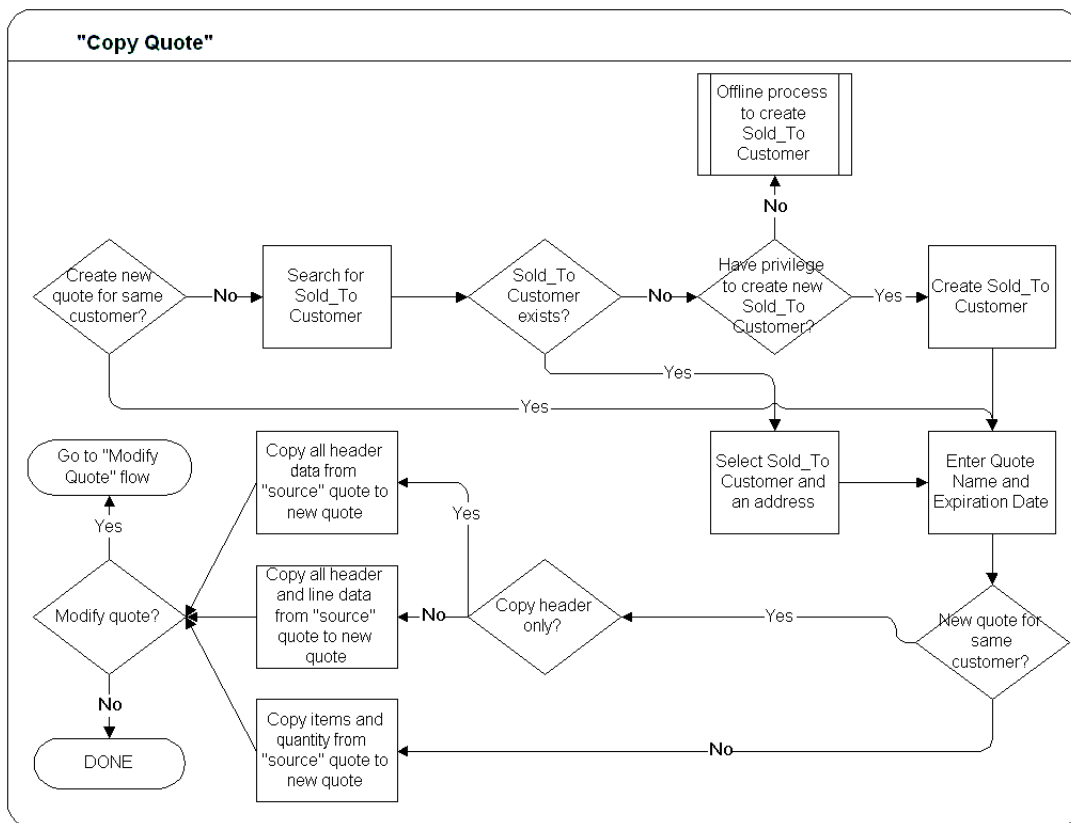 "Copy Quote"
Offline process
to create
Sold_To
Customer
No
Create new
quote for same
customer?
No
Search for
Sold_To
Customer
Sold_To
Customer
exists?
No
Have privilege
to create new
Sold_To
Customer?
Yes
Create Sold_To
Customer
Yes
Yes
Go to "Modify
Quote" flow
Copy all header
data from
"source" quote to
new quote
Select Sold_To
Customer and
an address
Enter Quote
Name and
Expiration Date
Yes
Yes
Modify quote?
Copy all header
and line data
from "source"
quote to new
quote
No
Copy header
only?
Yes
New quote for
same
customer?
No
DONE
Copy items and
quantity from
"source" quote to
new quote
No